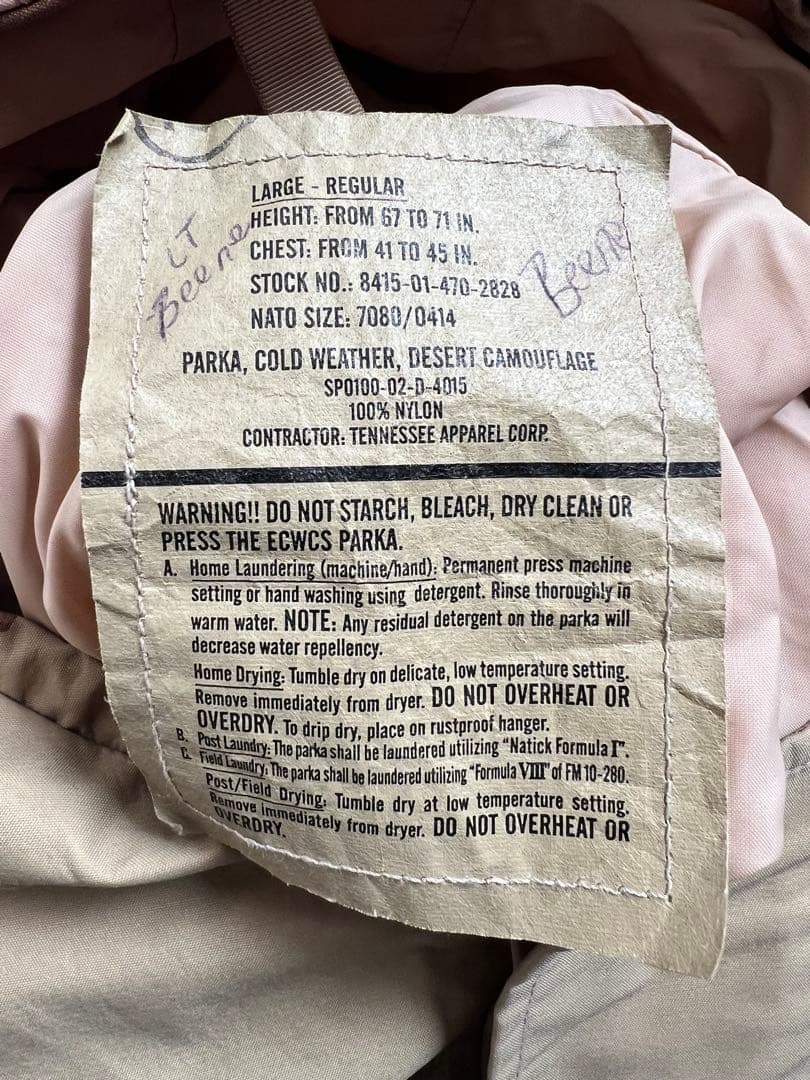 LARGE - REGULAR
HEIGHT: FROM 67 TO 71 IN.
CHEST: FROM 41 TO 45 IN.
STOCK NO.: 8415-01-470-2828
NATO SIZE: 7080/0414
LT
Beene
Beene
PARKA, COLD WEATHER, DESERT CAMOUFLAGE
SP0100-02-D-4015
100% NYLON
CONTRACTOR: TENNESSEE APPAREL CORP.
WARNING!! DO NOT STARCH, BLEACH, DRY CLEAN OR
PRESS THE ECWCS PARKA.
A. Home Laundering (machine/hand): Permanent press machine
setting or hand washing using detergent. Rinse thoroughly in
warm water. NOTE: Any residual detergent on the parka will
decrease water repellency.
Home Drying: Tumble dry on delicate, low temperature setting.
Remove immediately from dryer. DO NOT OVERHEAT OR
OVERDRY. To drip dry, place on rustproof hanger.
B. Post Laundry: The parka shall be laundered utilizing "Natick Formula I".
C. Field Laundry: The parka shall be laundered utilizing "Formula VIII" of FM 10-280.
Post/Field Drying: Tumble dry at low temperature setting.
Remove immediately from dryer. DO NOT OVERHEAT OR
OVERDRY.